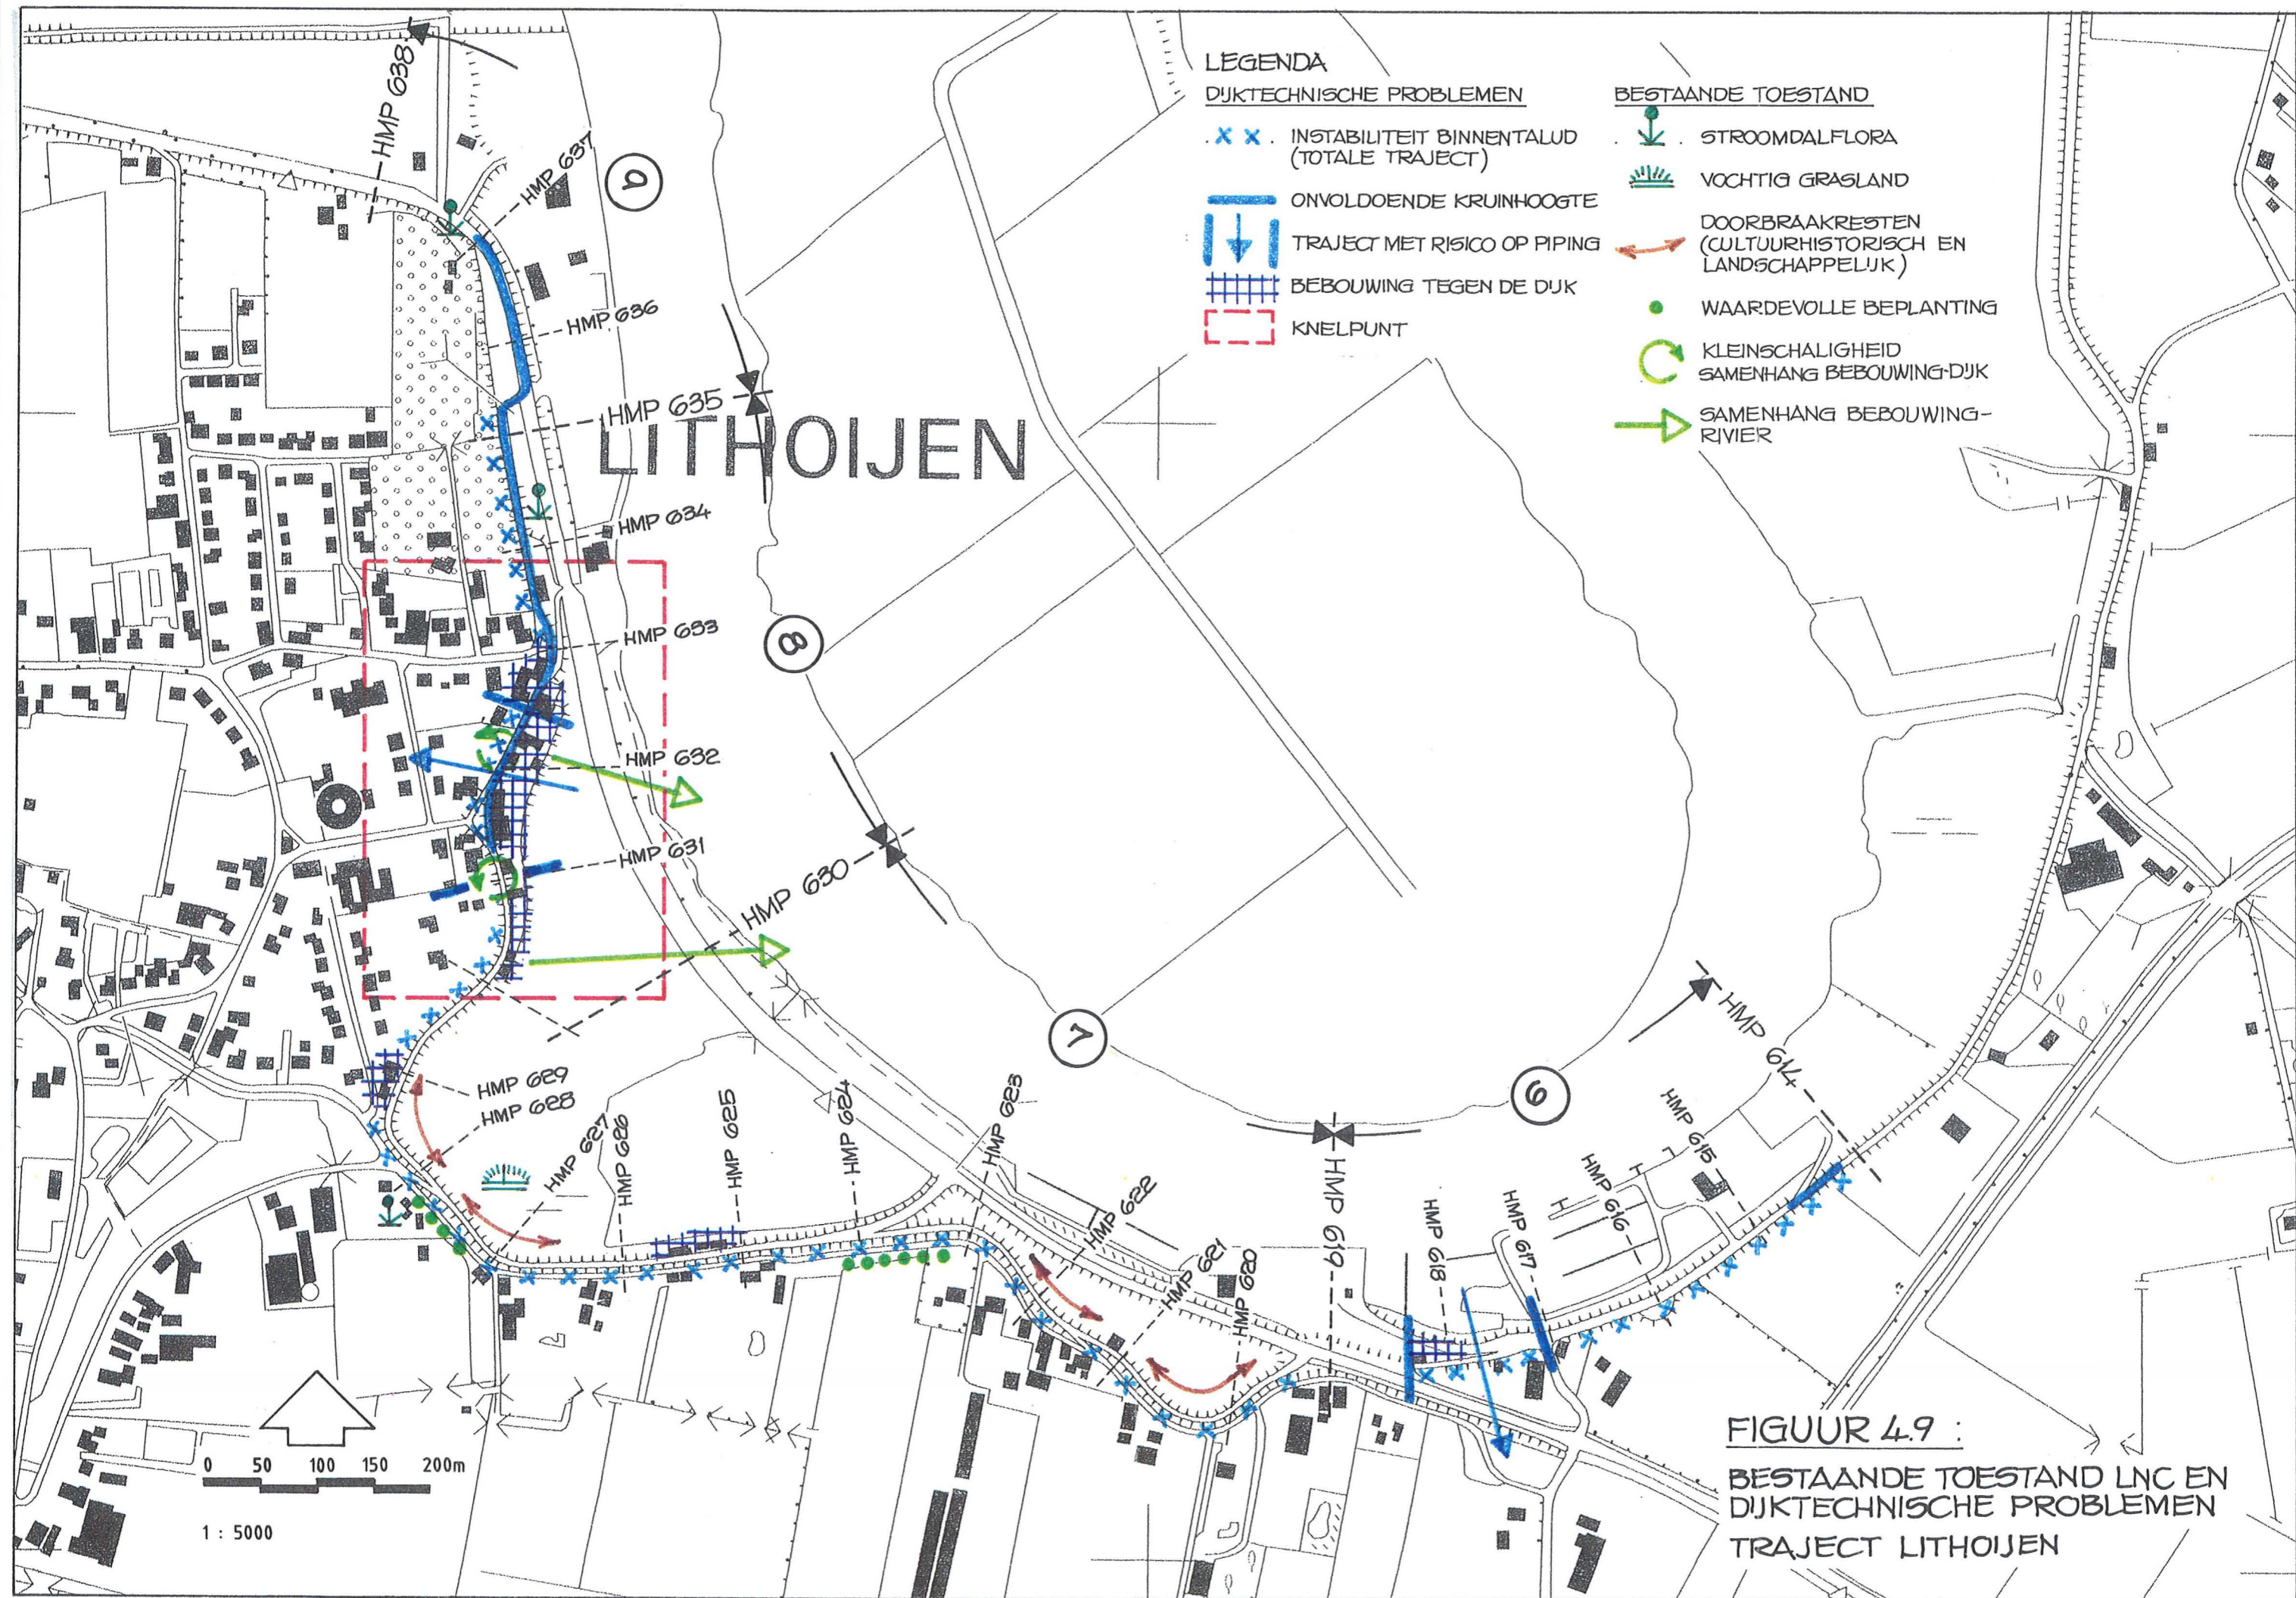 LEGENDA
DIJKTECHNISCHE PROBLEMEN
INSTABILITEIT BINNENTALUD
(TOTALE TRAJECT)
ONVOLDOENDE KRUINHOOGTE
TRAJECT MET RISICO OP PIPING
BEBOUWING TEGEN DE DIJK
KNELPUNT
BESTAANDE TOESTAND
STROOMDALFLORA
VOCHTIG GRASLAND
DOORBRAAKRESTEN
(CULTUURHISTORISCH EN
LANDSCHAPPELIJK)
WAARDEVOLLE BEPLANTING
KLEINSCHALIGHEID
SAMENHANG BEBOUWING-DIJK
SAMENHANG BEBOUWING-
RIVIER
HMP 638
HMP 637
9
HMP 636
HMP 635
LITHOIJEN
HMP 634
HMP 633
8
HMP 632
HMP 631
HMP 630
7
6
HMP 629
HMP 628
HMP 627
HMP 626
HMP 625
HMP 624
HMP 623
HMP 622
HMP 621
HMP 620
HMP 619
HMP 618
HMP 617
HMP 616
HMP 615
HMP 614
0 50 100 150 200m
1 : 5000
FIGUUR 4.9 :
BESTAANDE TOESTAND LNC EN
DIJKTECHNISCHE PROBLEMEN
TRAJECT LITHOIJEN